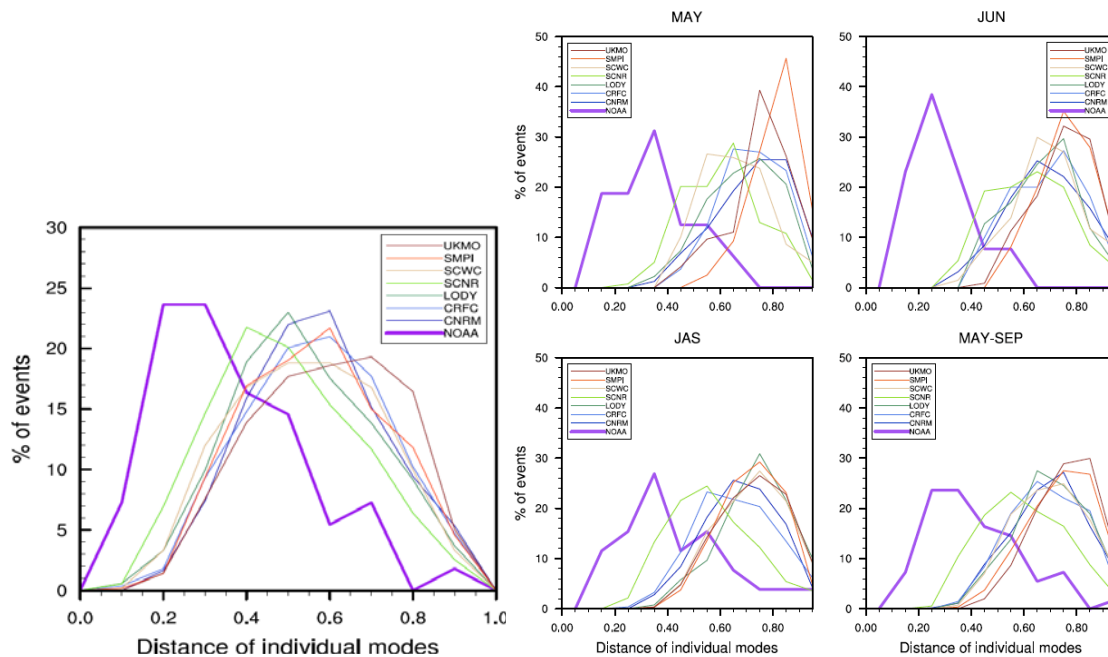 % of events
30
25
20
15
10
5
0
UKMO
SMPI
SCWC
SCNR
LODY
CRFC
CNRM
NOAA
0.0 0.2 0.4 0.6 0.8 1.0
Distance of individual modes
MAY
% of events
50
40
30
20
10
0
UKMO
SMPI
SCWC
SCNR
LODY
CRFC
CNRM
NOAA
0.00 0.20 0.40 0.60 0.80
JUN
50
40
30
20
10
0
UKMO
SMPI
SCWC
SCNR
LODY
CRFC
CNRM
NOAA
0.00 0.20 0.40 0.60 0.80
JAS
% of events
50
40
30
20
10
0
UKMO
SMPI
SCWC
SCNR
LODY
CRFC
CNRM
NOAA
0.00 0.20 0.40 0.60 0.80
Distance of individual modes
MAY-SEP
50
40
30
20
10
0
UKMO
SMPI
SCWC
SCNR
LODY
CRFC
CNRM
NOAA
0.00 0.20 0.40 0.60 0.80
Distance of individual modes